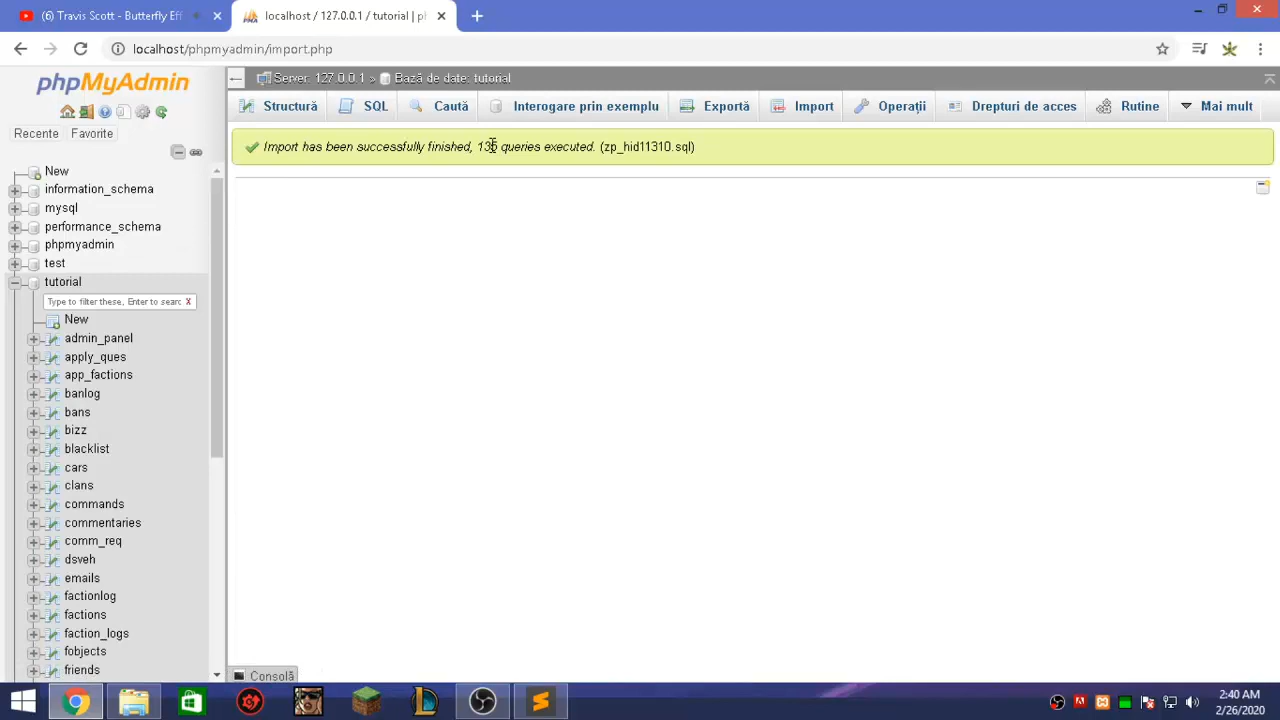 (6) Travis Scott - Butterfly Eff
localhost / 127.0.0.1 / tutorial | ph
localhost/phpmyadmin/import.php
phpMyAdmin
Server: 127.0.0.1 » Bază de date: tutorial
Structură SQL Caută Interogare prin exemplu Exportă Import Operații Drepturi de acces Rutine Mai mult
Recente Favorite
Import has been successfully finished, 135 queries executed. (zp_hid11310.sql)
New
information_schema
mysql
performance_schema
phpmyadmin
test
tutorial
Type to filter these, Enter to searc X
New
admin_panel
apply_ques
app_factions
banlog
bans
bizz
blacklist
cars
clans
commands
commentaries
comm_req
dsveh
emails
factionlog
factions
faction_logs
fobjects
friends
Consolă
2:40 AM
2/26/2020